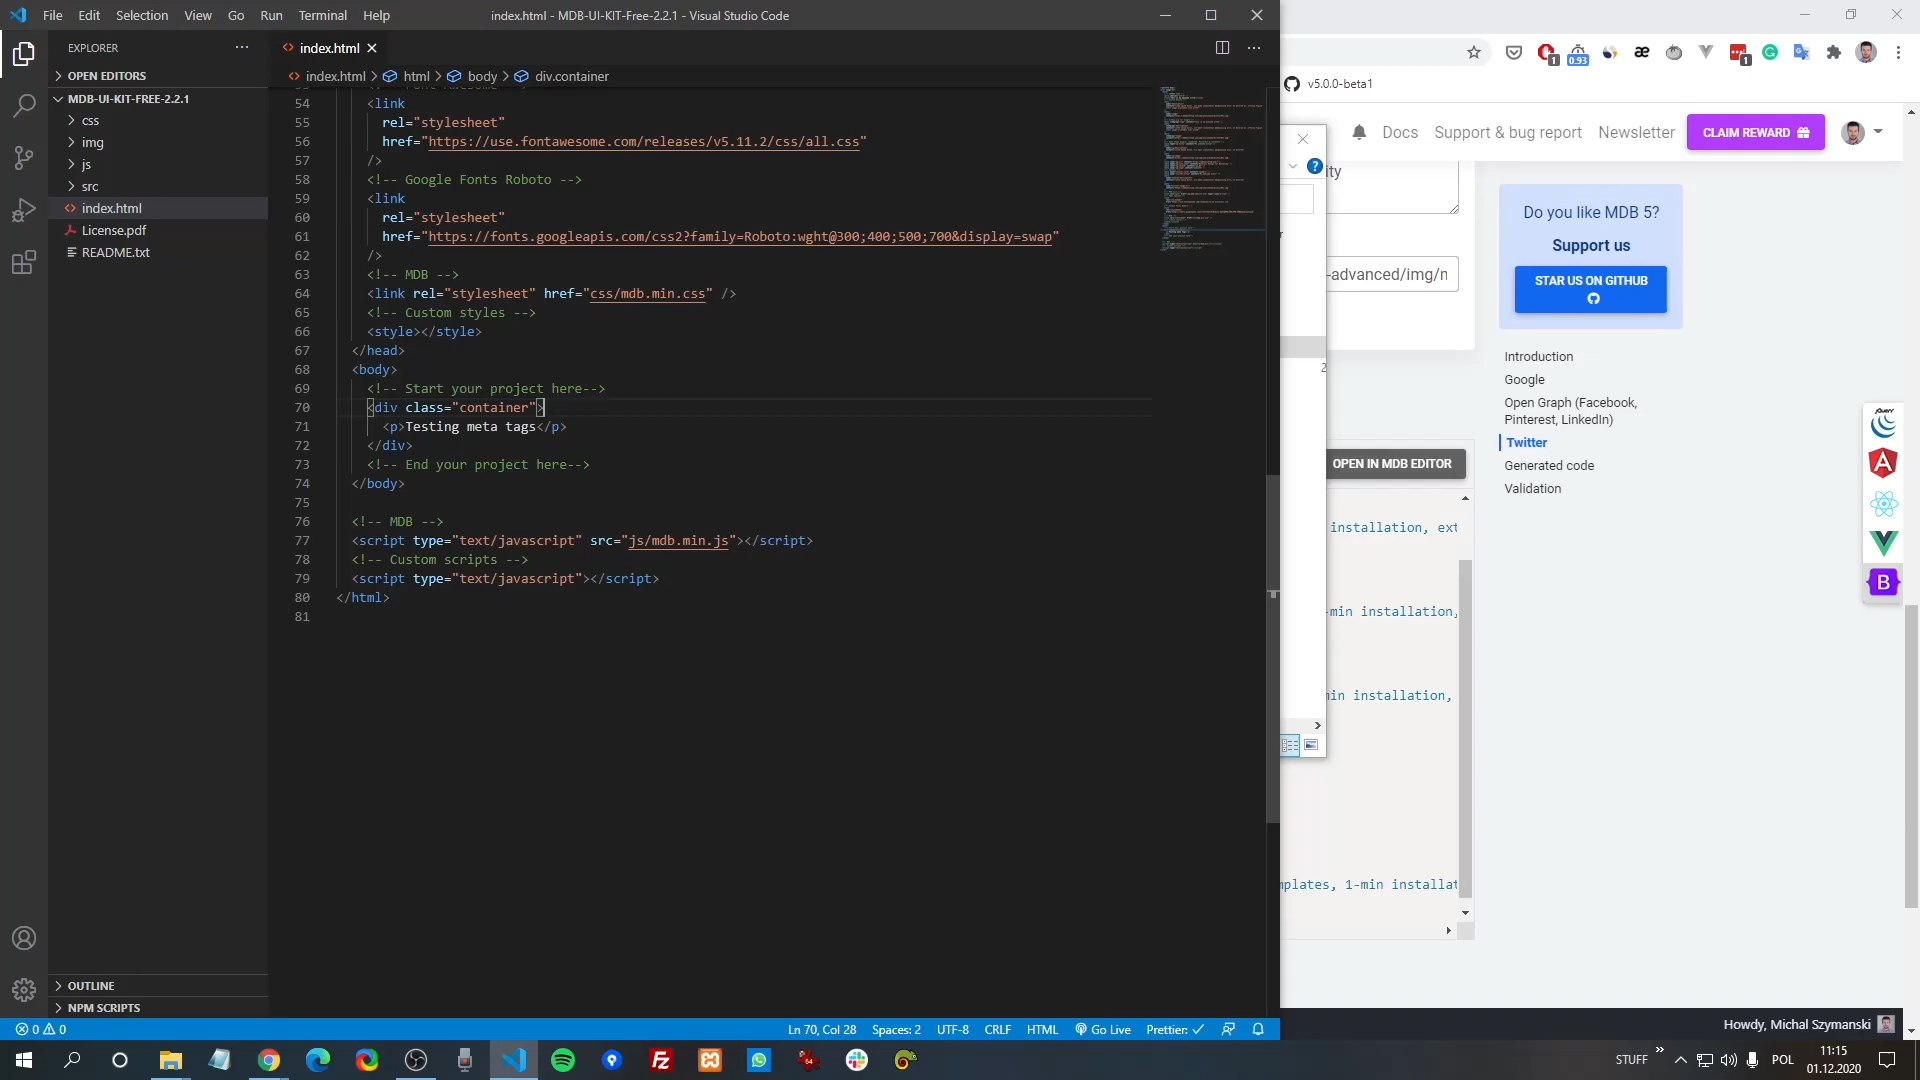 File Edit Selection View Go Run Terminal Help
index.html - MDB-UI-KIT-Free-2.2.1 - Visual Studio Code
EXPLORER
OPEN EDITORS
MDB-UI-KIT-FREE-2.2.1
css
img
js
src
index.html
License.pdf
README.txt
OUTLINE
NPM SCRIPTS
index.html
index.html html body div.container
54 <link
55 rel="stylesheet"
56 href="https://use.fontawesome.com/releases/v5.11.2/css/all.css"
57 />
58 <!-- Google Fonts Roboto -->
59 <link
60 rel="stylesheet"
61 href="https://fonts.googleapis.com/css2?family=Roboto:wght@300;400;500;700&display=swap"
62 />
63 <!-- MDB -->
64 <link rel="stylesheet" href="css/mdb.min.css" />
65 <!-- Custom styles -->
66 <style></style>
67 </head>
68 <body>
69 <!-- Start your project here-->
70 <div class="container">
71 <p>Testing meta tags</p>
72 </div>
73 <!-- End your project here-->
74 </body>
75
76 <!-- MDB -->
77 <script type="text/javascript" src="js/mdb.min.js"></script>
78 <!-- Custom scripts -->
79 <script type="text/javascript"></script>
80 </html>
81
0 0
Ln 70, Col 28 Spaces: 2 UTF-8 CRLF HTML Go Live Prettier: ✓
1 0.93 æ 1
v5.0.0-beta1
Docs Support & bug report Newsletter CLAIM REWARD
ity
-advanced/img/n
2
OPEN IN MDB EDITOR
installation, ext
-min installation,
min installation,
mplates, 1-min installat
Do you like MDB 5?
Support us
STAR US ON GITHUB
Introduction
Google
Open Graph (Facebook,
Pinterest, LinkedIn)
Twitter
Generated code
Validation
jQuery
B
Howdy, Michal Szymanski
STUFF
POL
11:15
01.12.2020